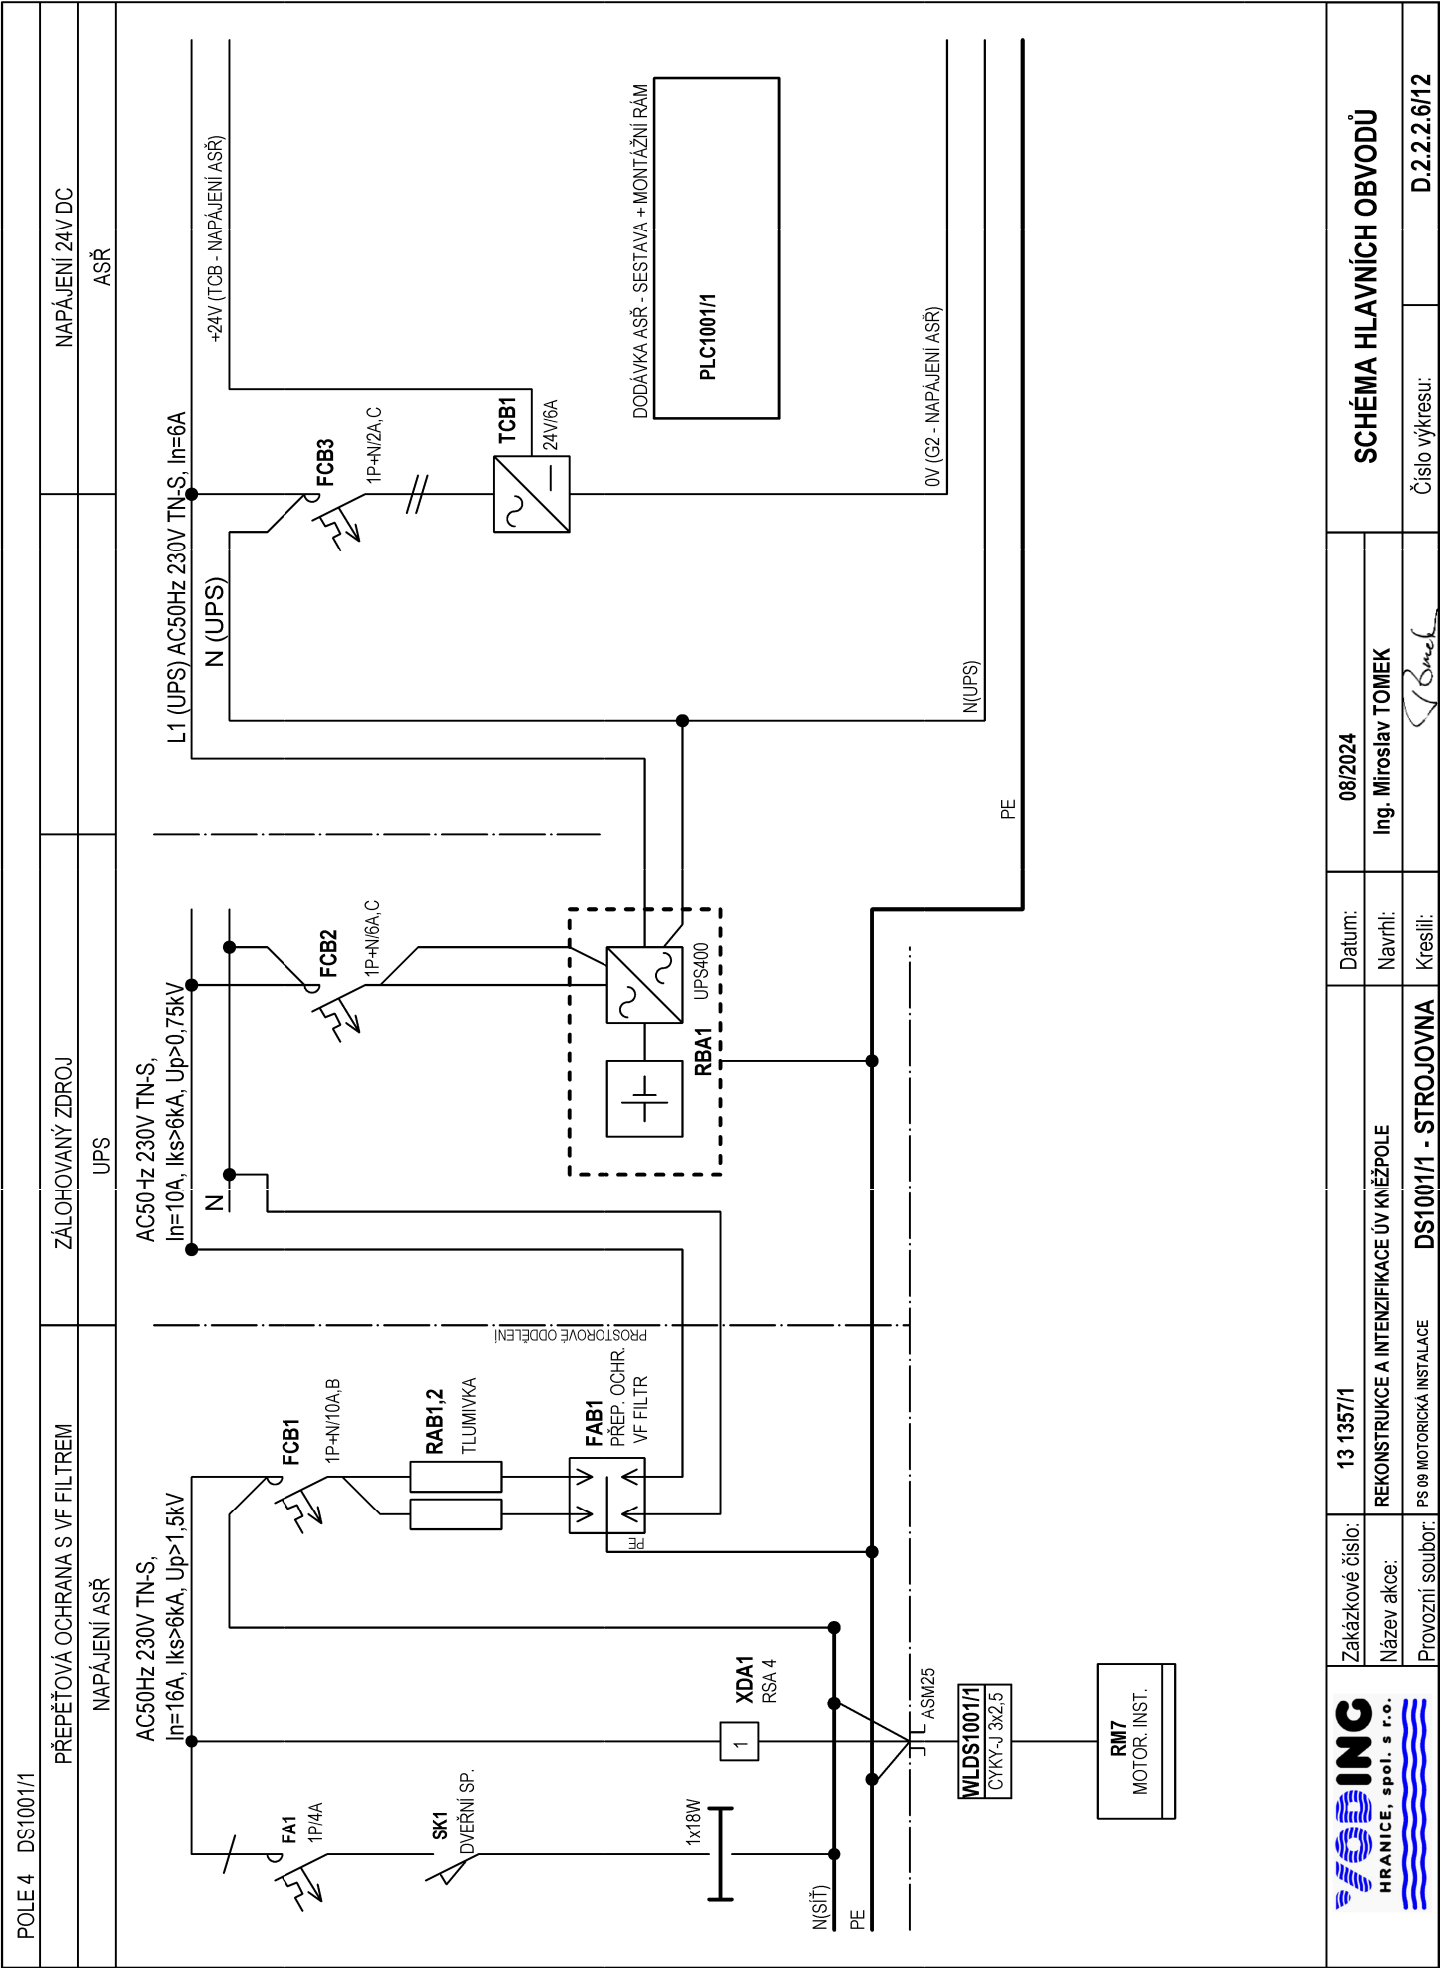 POLE 4 DS1001/1
PŘEPĚŤOVÁ OCHRANA S VF FILTREM
ZÁLOHOVANÝ ZDROJ
NAPÁJENÍ 24V DC
NAPÁJENÍ ASŘ
UPS
ASŘ
AC50Hz 230V TN-S,
In=16A, Iks>6kA, Up>1,5kV
AC50Hz 230V TN-S,
In=10A, Iks>6kA, Up>0,75kV
N
L1 (UPS) AC50Hz 230V TN-S, In=6A
N (UPS)
+24V (TCB - NAPÁJENÍ ASŘ)
FA1
1P/4A
FCB1
1P+N/10A,B
FCB2
1P+N/6A,C
FCB3
1P+N/2A,C
SK1
DVEŘNÍ SP.
RAB1,2
TLUMIVKA
TCB1
24V/6A
PROSTOROVÉ ODDĚLENÍ
FAB1
PŘEP. OCHR.
VF FILTR
PE
UPS400
RBA1
DODÁVKA ASŘ - SESTAVA + MONTÁŽNÍ RÁM
PLC1001/1
1x18W
1
XDA1
RSA 4
N(SÍŤ)
PE
0V (G2 - NAPÁJENÍ ASŘ)
N(UPS)
PE
ASM25
WLDS1001/1
CYKY-J 3x2,5
RM7
MOTOR. INST.
VODING
HRANICE, spol. s r.o.
Zakázkové číslo: 13 1357/1
Název akce: REKONSTRUKCE A INTENZIFIKACE ÚV KNĚŽPOLE
Provozní soubor: PS 09 MOTORICKÁ INSTALACE DS1001/1 - STROJOVNA
Datum: 08/2024
Navrhl: Ing. Miroslav TOMEK
Kreslil:
SCHÉMA HLAVNÍCH OBVODŮ
Číslo výkresu: D.2.2.2.6/12